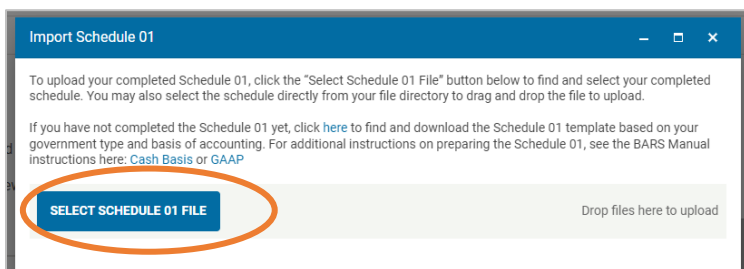 Import Schedule 01
To upload your completed Schedule 01, click the “Select Schedule 01 File” button below to find and select your completed
schedule. You may also select the schedule directly from your file directory to drag and drop the file to upload.
If you have not completed the Schedule 01 yet, click here to find and download the Schedule 01 template based on your
government type and basis of accounting. For additional instructions on preparing the Schedule 01, see the BARS Manual
instructions here: Cash Basis or GAAP
SELECT SCHEDULE 01 FILE
Drop files here to upload